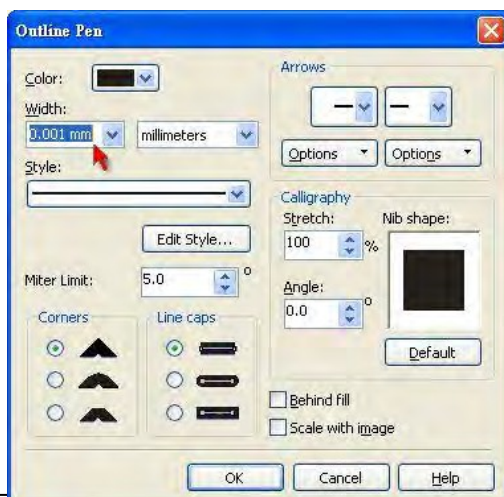 Outline Pen
Color:
Width:
0.001 mm
millimeters
Style:
Edit Style...
Miter Limit:
5.0
°
Corners
Line caps
Arrows
Options
Options
Calligraphy
Stretch:
Nib shape:
100
%
Angle:
0.0
°
Default
Behind fill
Scale with image
OK
Cancel
Help